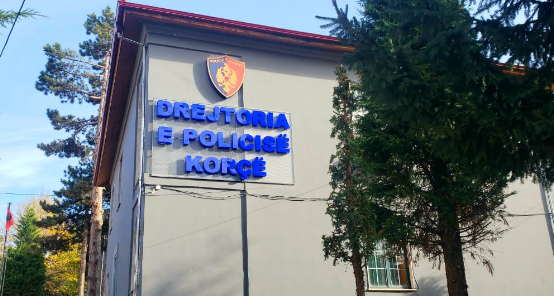 DREJTORIA
E POLICISË
KORÇË